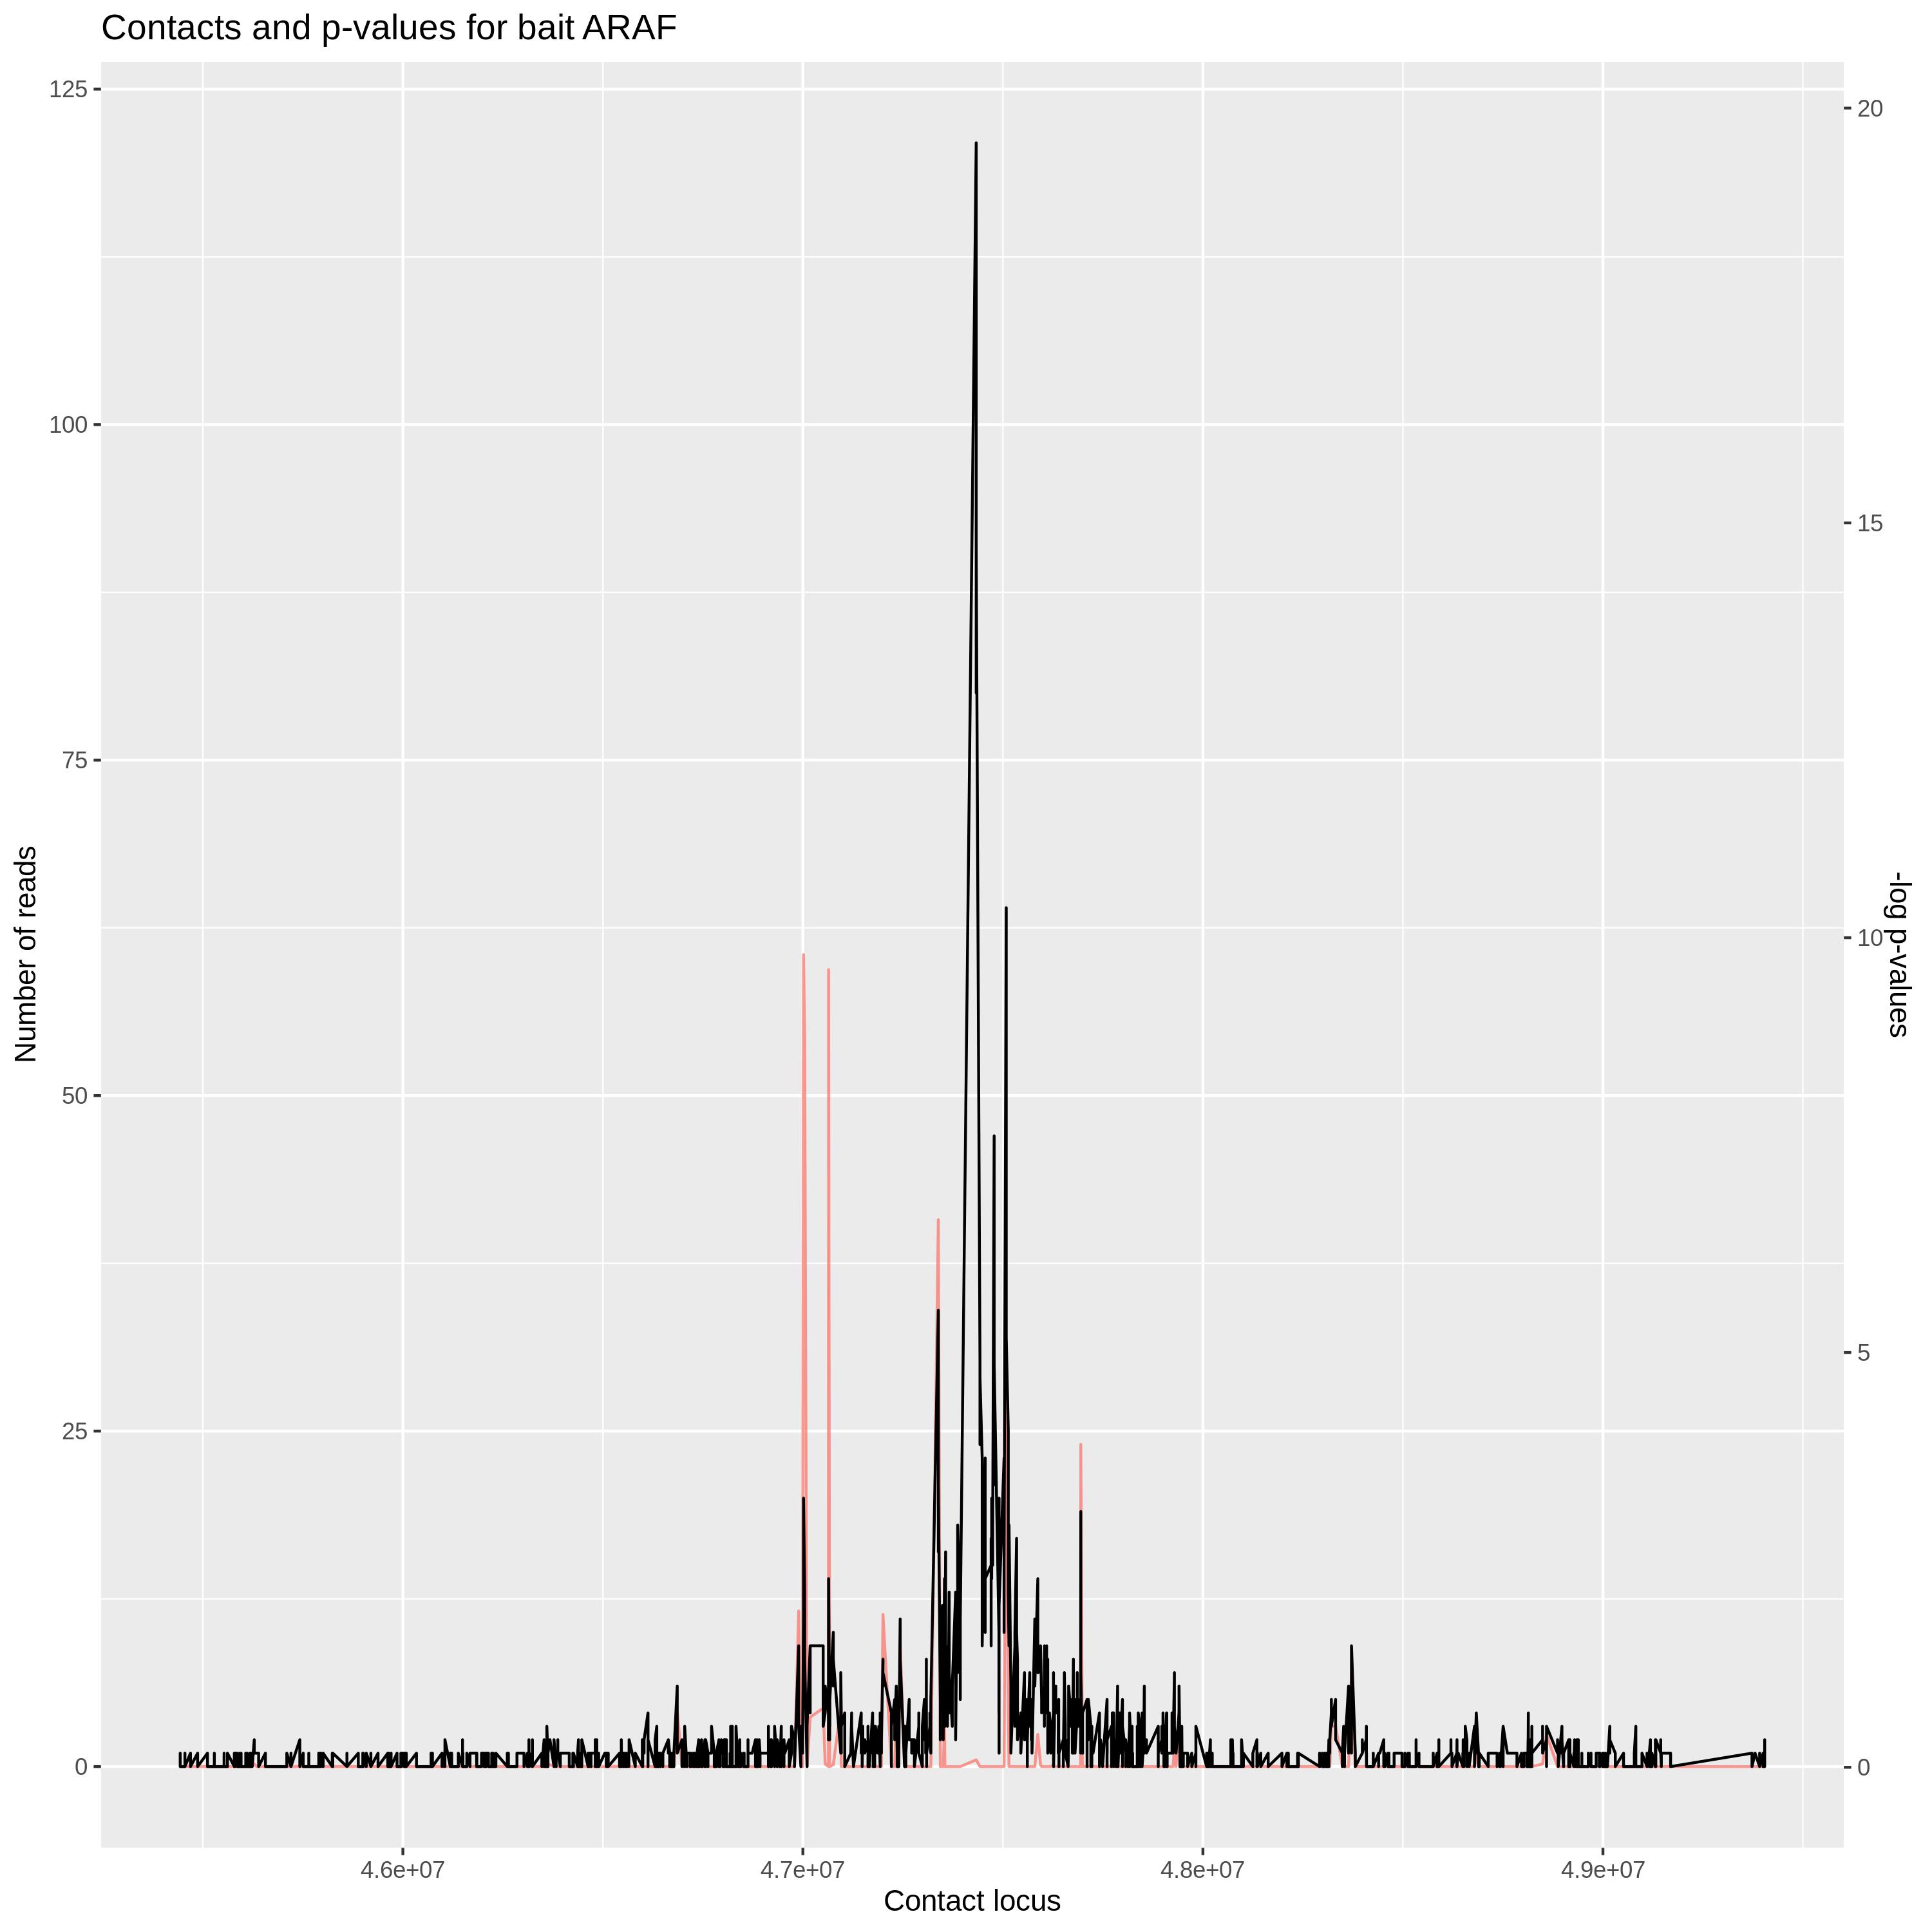 Contacts and p-values for bait ARAF
125
100
75
50
25
0
Number of reads
20
15
10
5
0
-log p-values
4.6e+07 4.7e+07 4.8e+07 4.9e+07
Contact locus